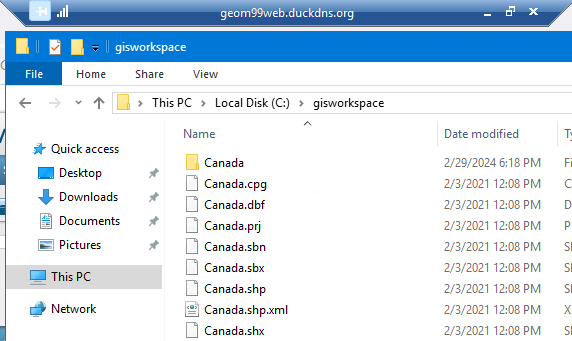 geom99web.duckdns.org
gisworkspace
File Home Share View
This PC Local Disk (C:) gisworkspace
Name Date modified Ty
Quick access
Desktop
Downloads
Documents
Pictures
This PC
Network
Canada 2/29/2024 6:18 PM Fi
Canada.cpg 2/3/2021 12:08 PM C
Canada.dbf 2/3/2021 12:08 PM D
Canada.prj 2/3/2021 12:08 PM P
Canada.sbn 2/3/2021 12:08 PM SI
Canada.sbx 2/3/2021 12:08 PM SI
Canada.shp 2/3/2021 12:08 PM SI
Canada.shp.xml 2/3/2021 12:08 PM X
Canada.shx 2/3/2021 12:08 PM SI